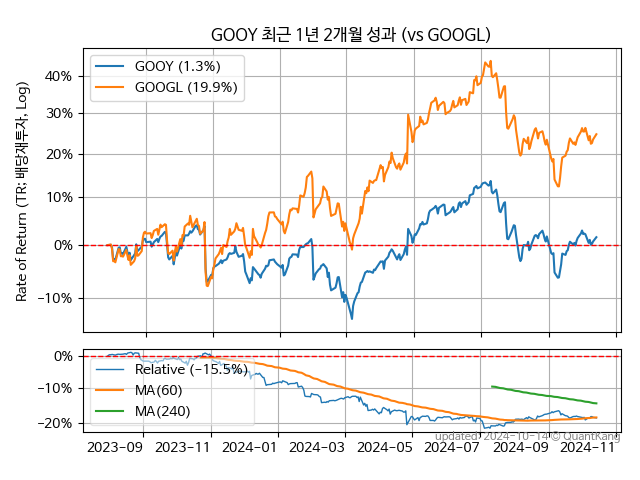 GOOY 최근 1년 2개월 성과 (vs GOOGL)
Rate of Return (TR: 배당재투자, Log)
GOOY (1.3%)
GOOGL (19.9%)
40%
30%
20%
10%
0%
−10%
0%
−10%
−20%
Relative (−15.5%)
MA(60)
MA(240)
updated: 2024-10-14 © QuantKang
2023−09
2023−11
2024−01
2024−03
2024−05
2024−07
2024−09
2024−11